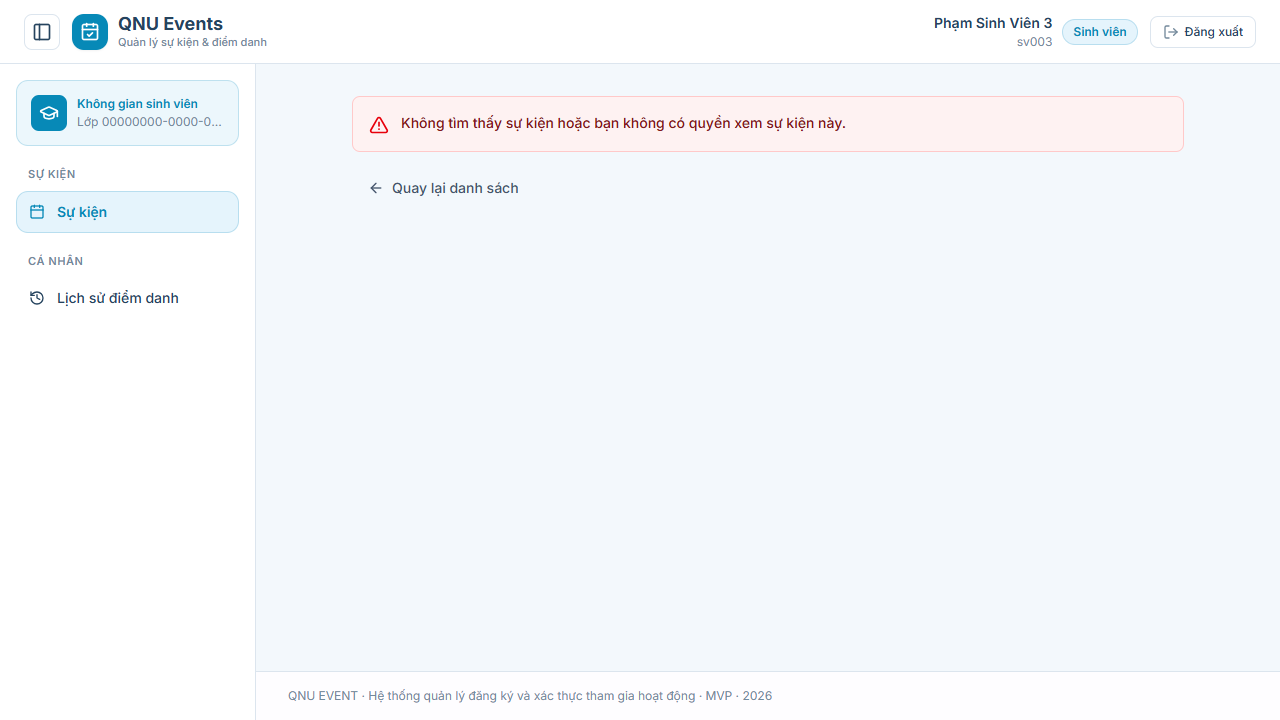 QNU Events
Quản lý sự kiện & điểm danh
Phạm Sinh Viên 3
sv003
Sinh viên
Đăng xuất
Không gian sinh viên
Lớp 00000000-0000-0...
SỰ KIỆN
Sự kiện
CÁ NHÂN
Lịch sử điểm danh
Không tìm thấy sự kiện hoặc bạn không có quyền xem sự kiện này.
Quay lại danh sách
QNU EVENT · Hệ thống quản lý đăng ký và xác thực tham gia hoạt động · MVP · 2026